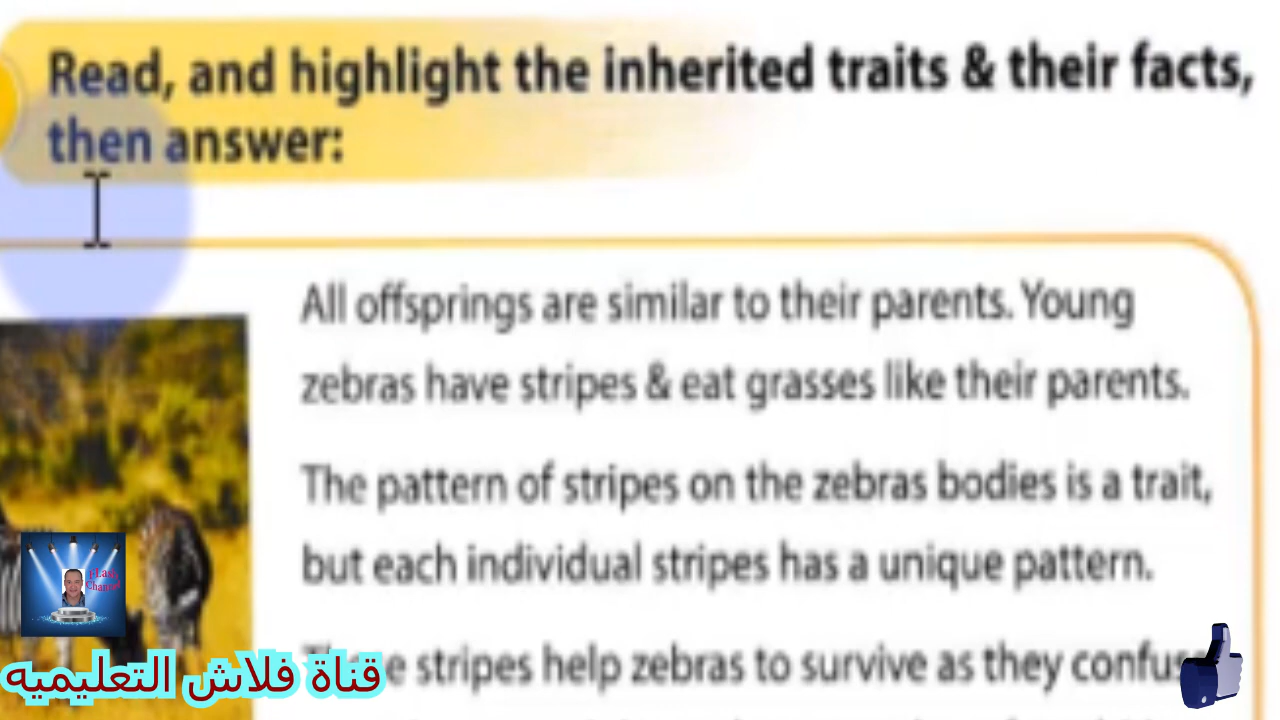 Read, and highlight the inherited traits & their facts,
then answer:
All offsprings are similar to their parents. Young
zebras have stripes & eat grasses like their parents.
The pattern of stripes on the zebras bodies is a trait,
but each individual stripes has a unique pattern.
stripes help zebras to survive as they
Flash
Channel
قناة فلاش التعليميه